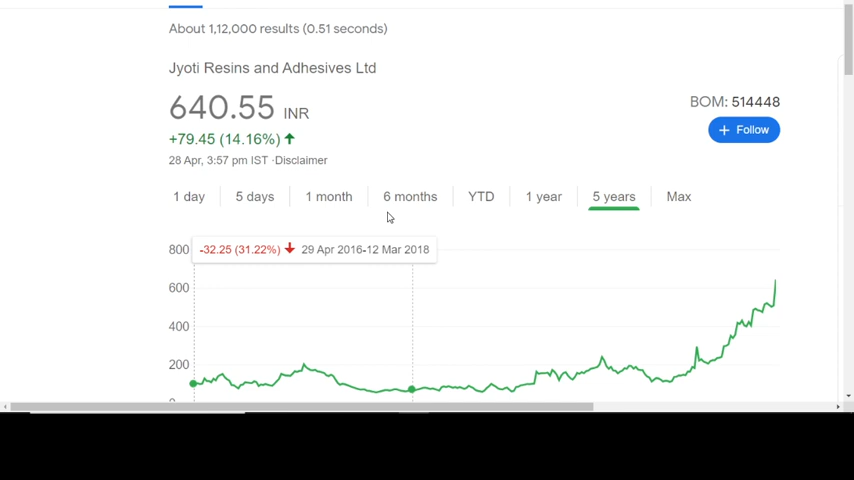 About 1,12,000 results (0.51 seconds)
Jyoti Resins and Adhesives Ltd
640.55 INR
BOM: 514448
+ Follow
+79.45 (14.16%)
28 Apr, 3:57 pm IST · Disclaimer
1 day 5 days 1 month 6 months YTD 1 year 5 years Max
-32.25 (31.22%) 29 Apr 2016-12 Mar 2018
800
600
400
200